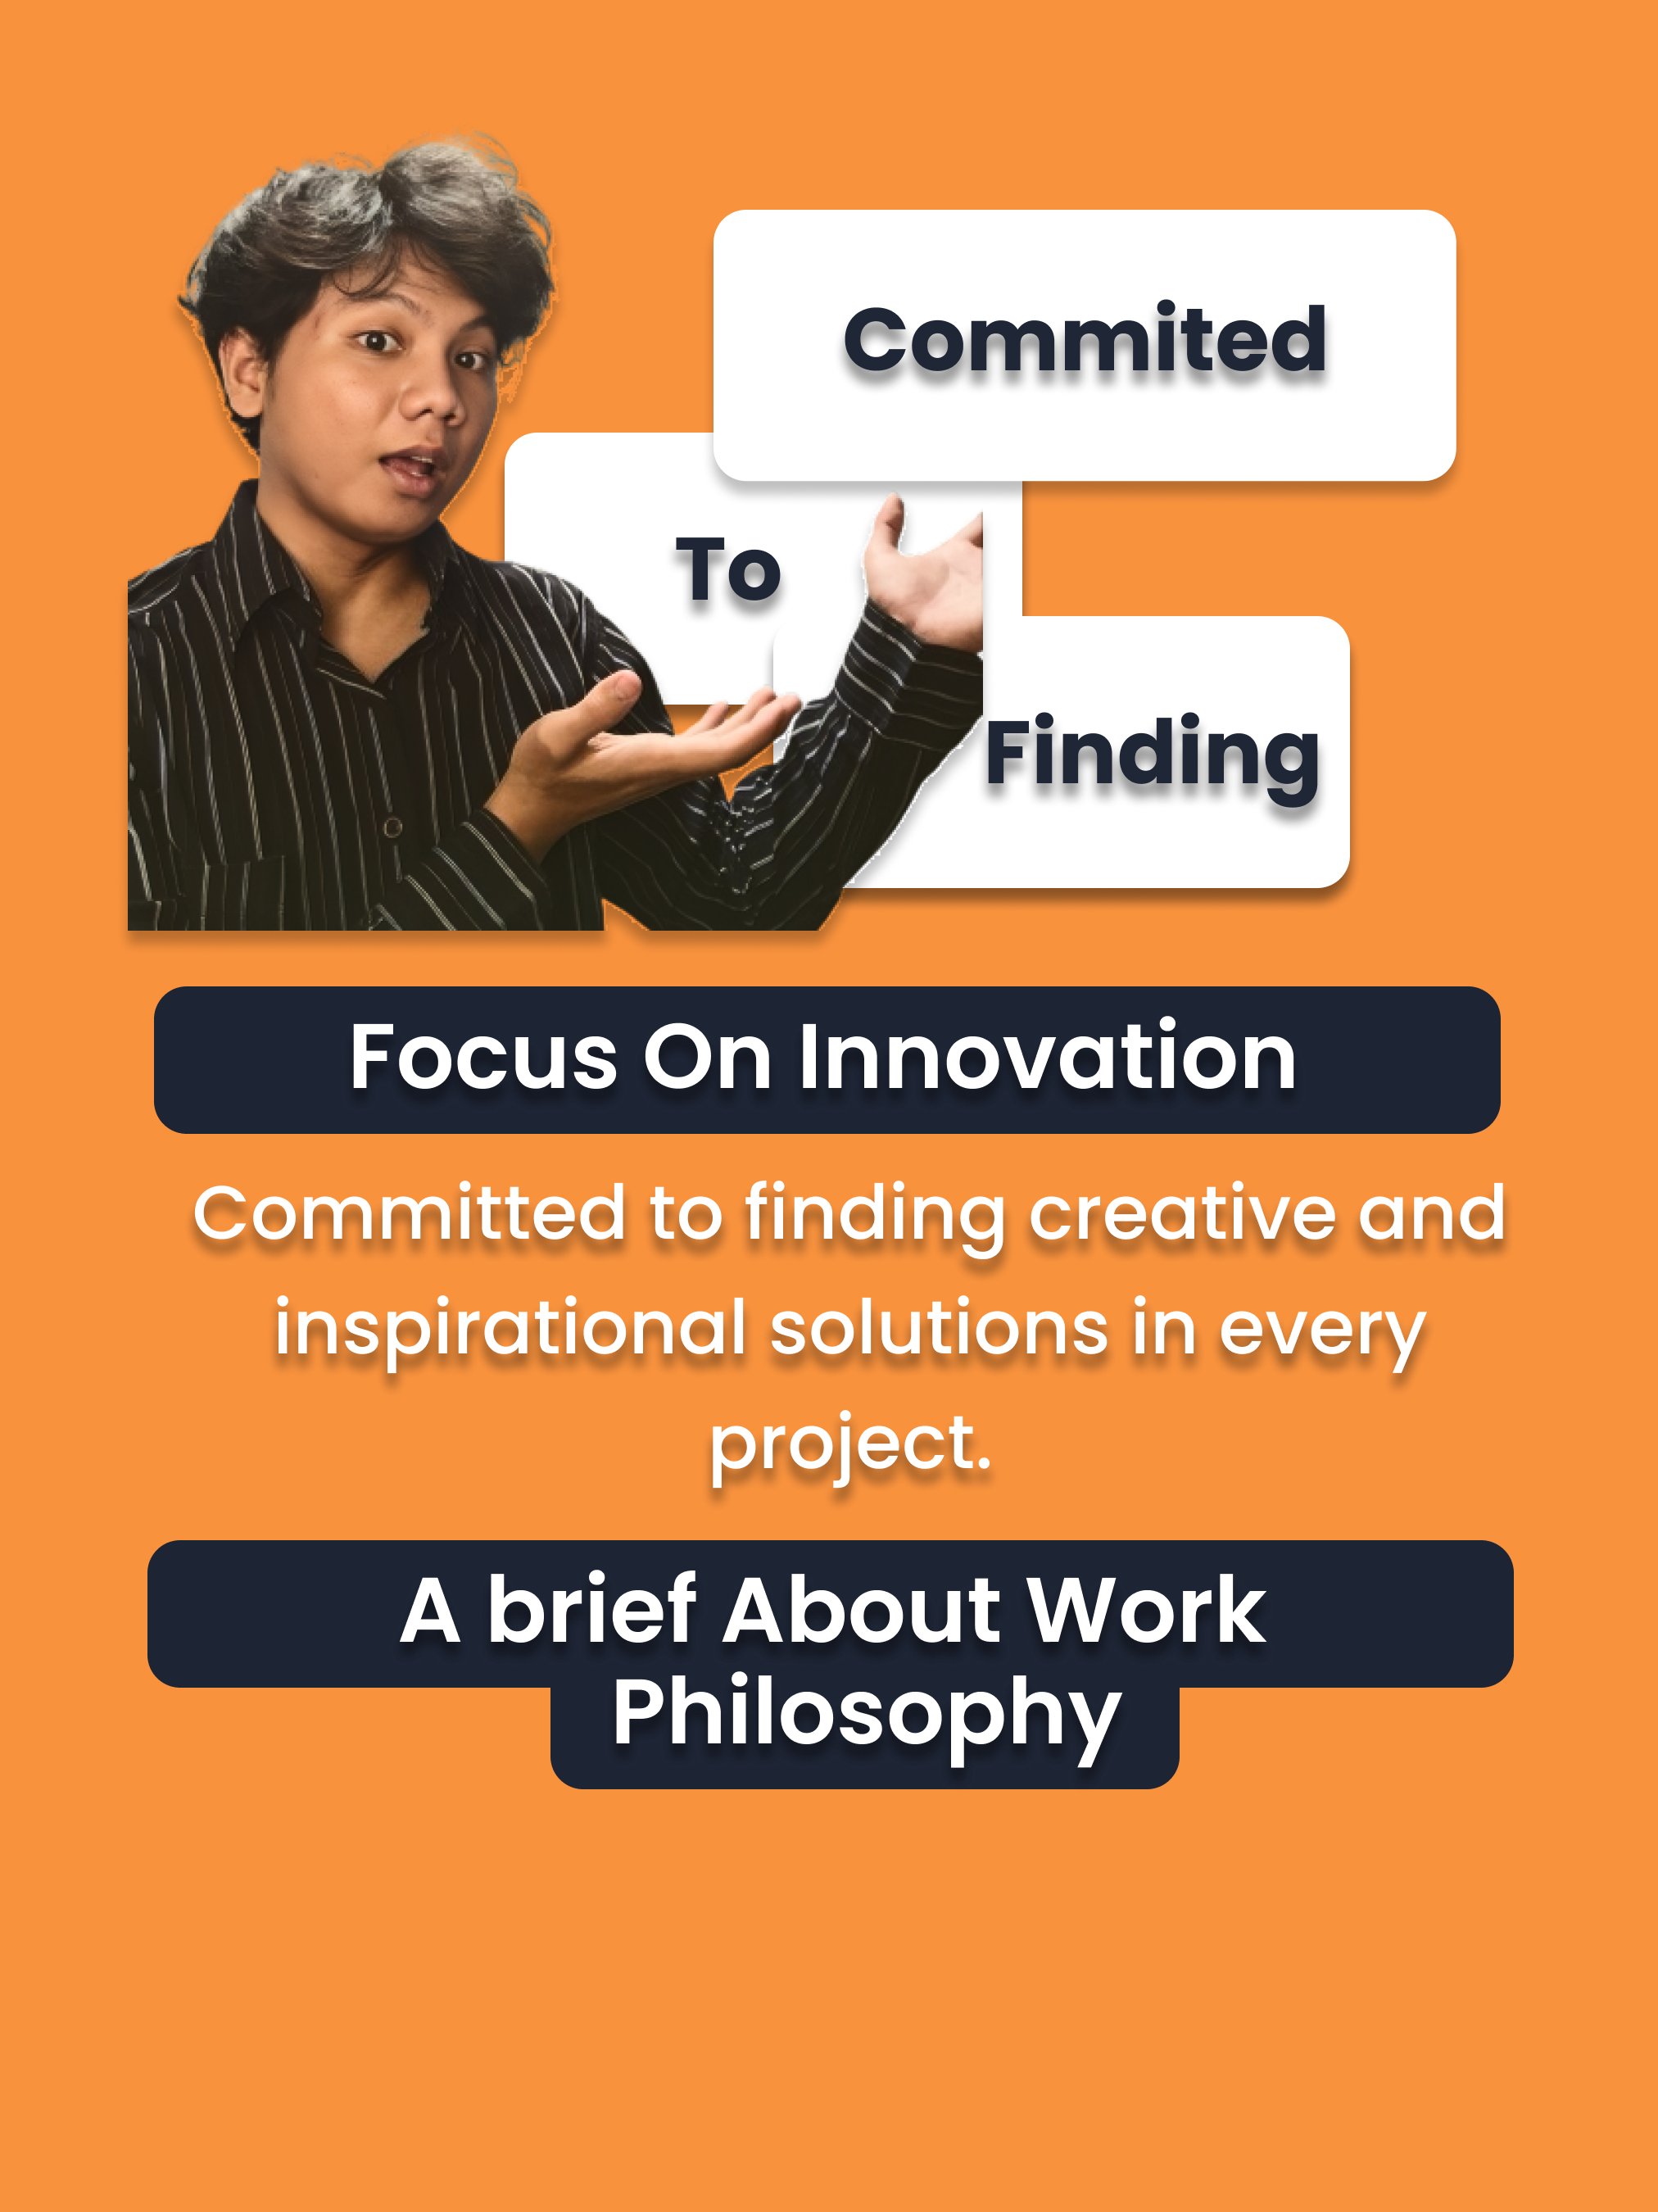 Commited
To
Finding
Focus On Innovation
Committed to finding creative and
inspirational solutions in every
project.
A brief About Work
Philosophy